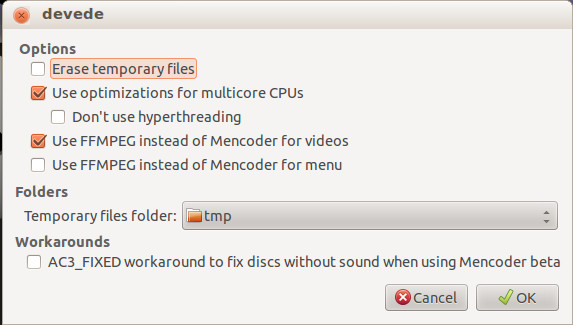 devede
Options
Erase temporary files
Use optimizations for multicore CPUs
Don't use hyperthreading
Use FFMPEG instead of Mencoder for videos
Use FFMPEG instead of Mencoder for menu
Folders
Temporary files folder: tmp
Workarounds
AC3_FIXED workaround to fix discs without sound when using Mencoder beta
Cancel OK